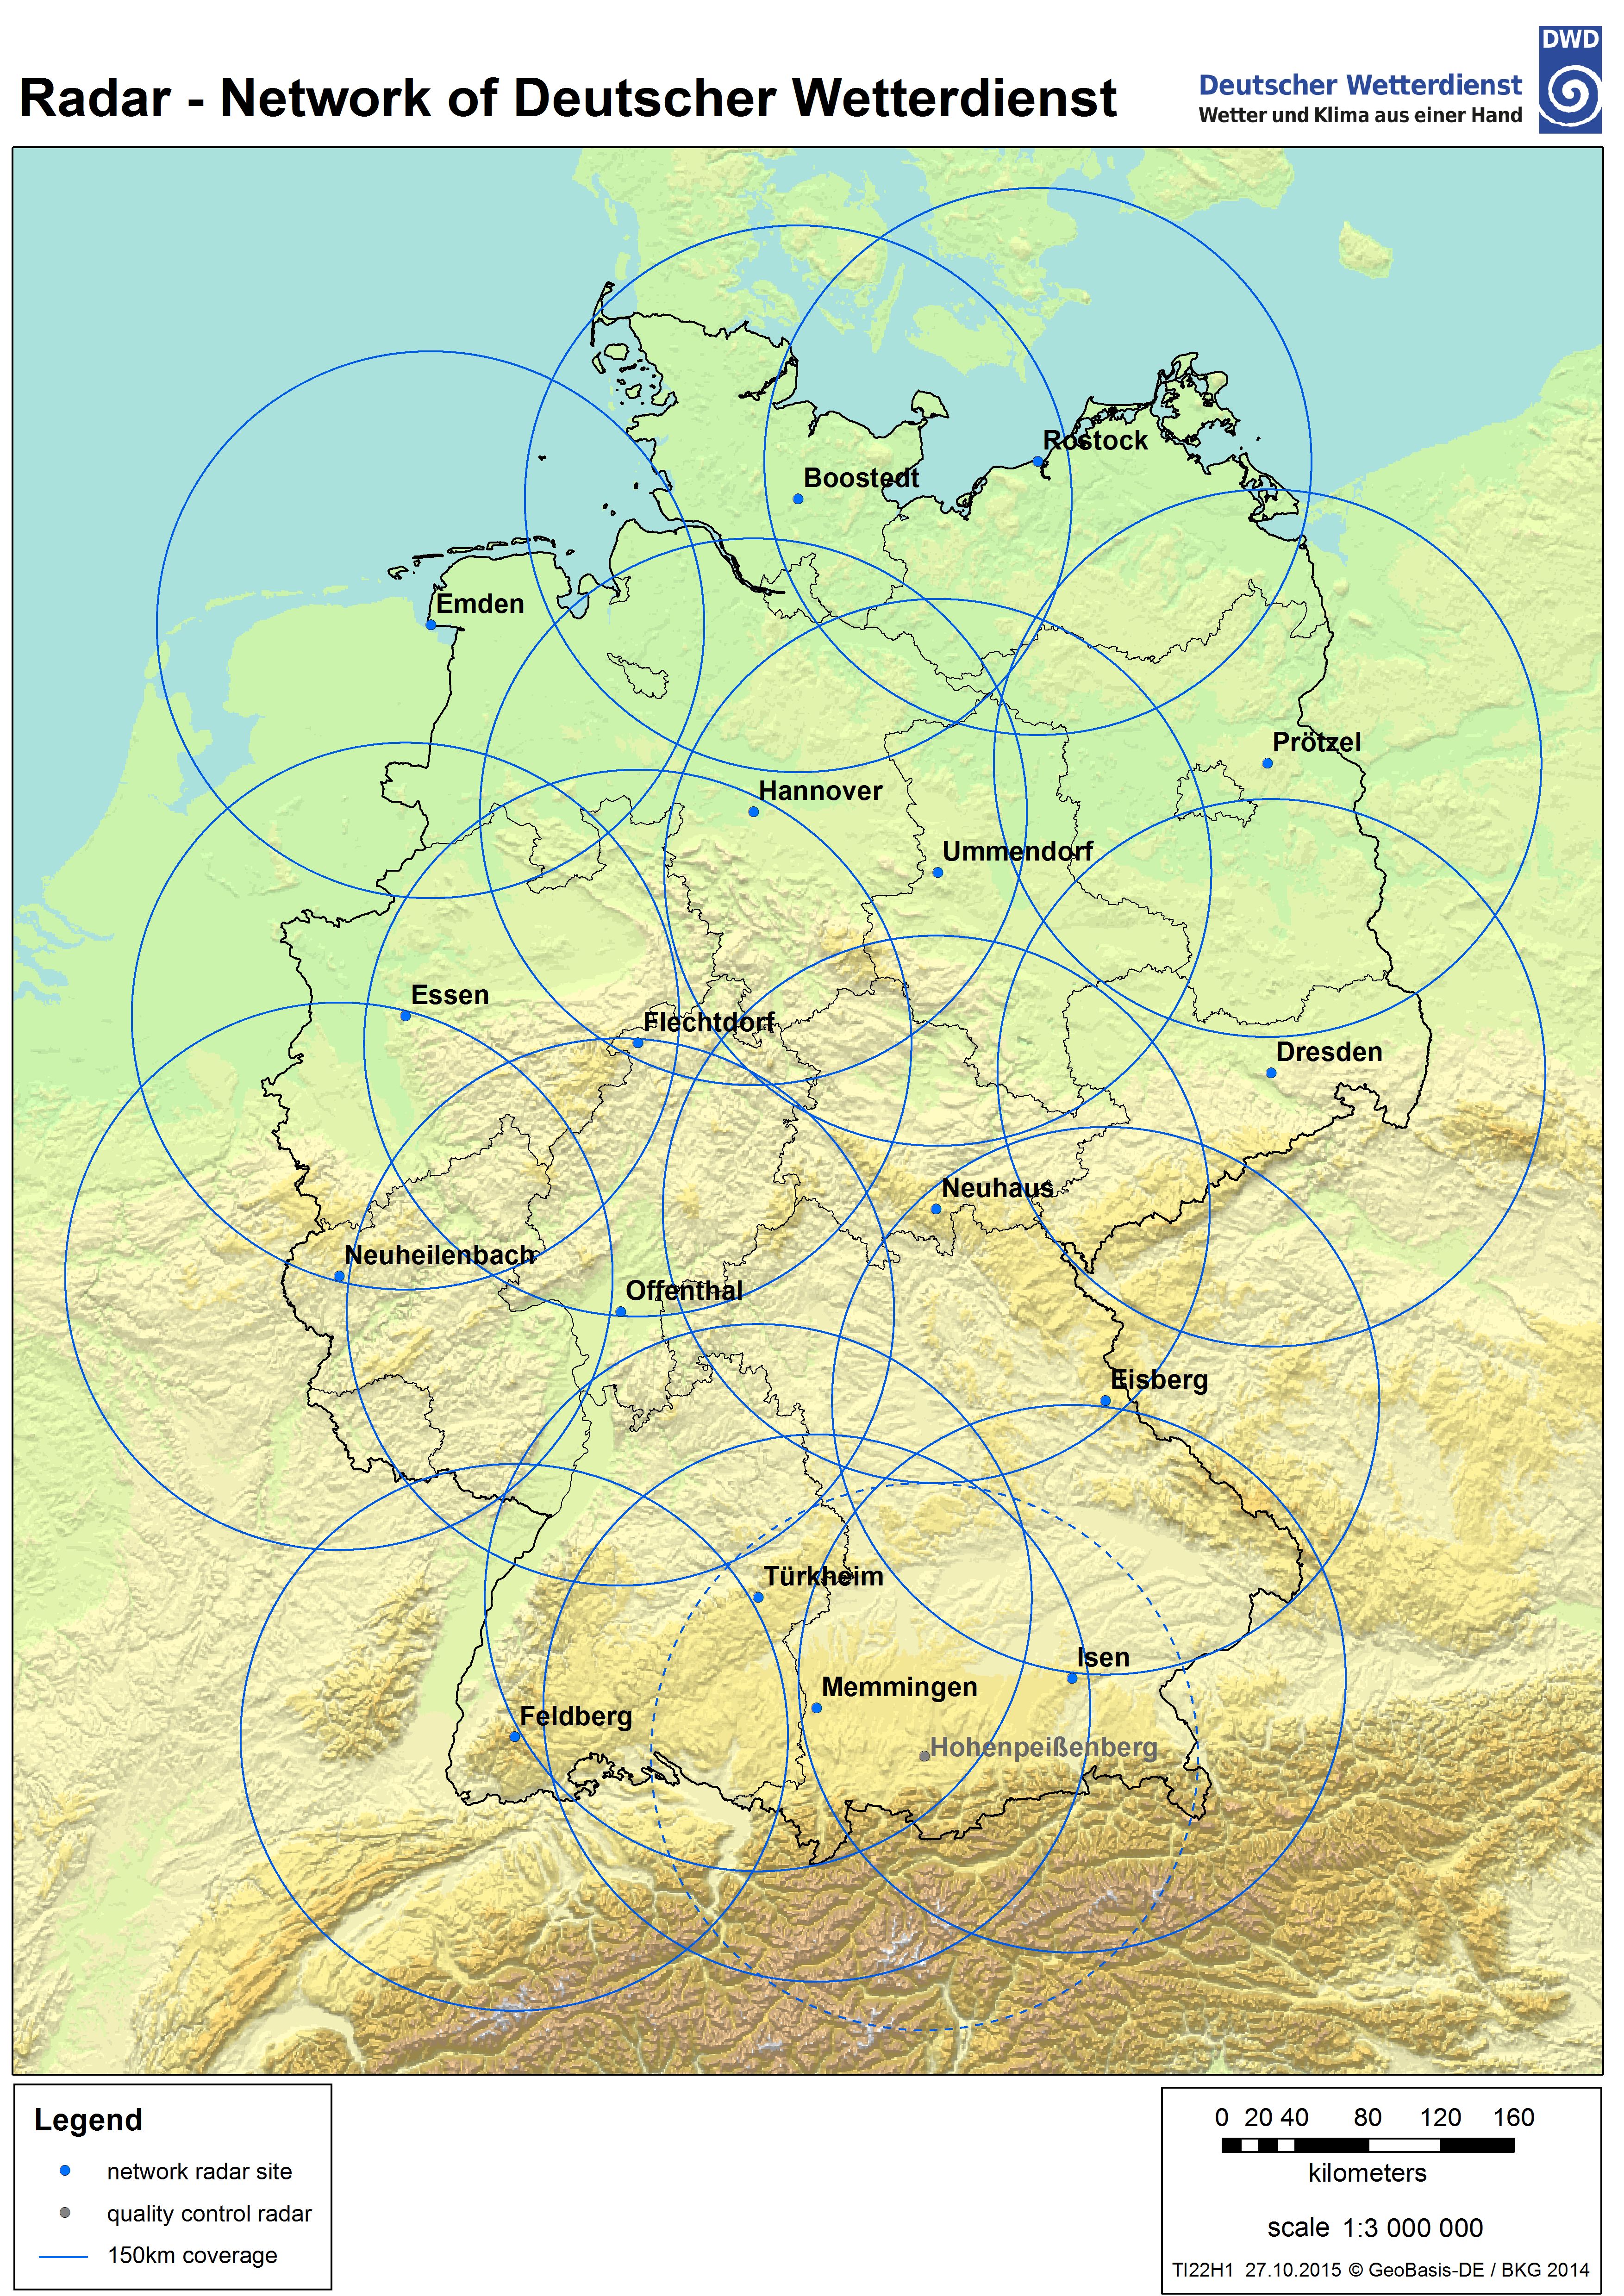 DWD
Radar - Network of Deutscher Wetterdienst
Deutscher Wetterdienst
Wetter und Klima aus einer Hand
Rostock
Boostedt
Emden
Prötzel
Hannover
Ummendorf
Essen
Flechtdorf
Dresden
Neuhaus
Neuheilenbach
Offenthal
Eisberg
Türkheim
Isen
Memmingen
Feldberg
Hohenpeißenberg
Legend
network radar site
quality control radar
150km coverage
0 20 40 80 120 160
kilometers
scale 1:3 000 000
TI22H1 27.10.2015 © GeoBasis-DE / BKG 2014